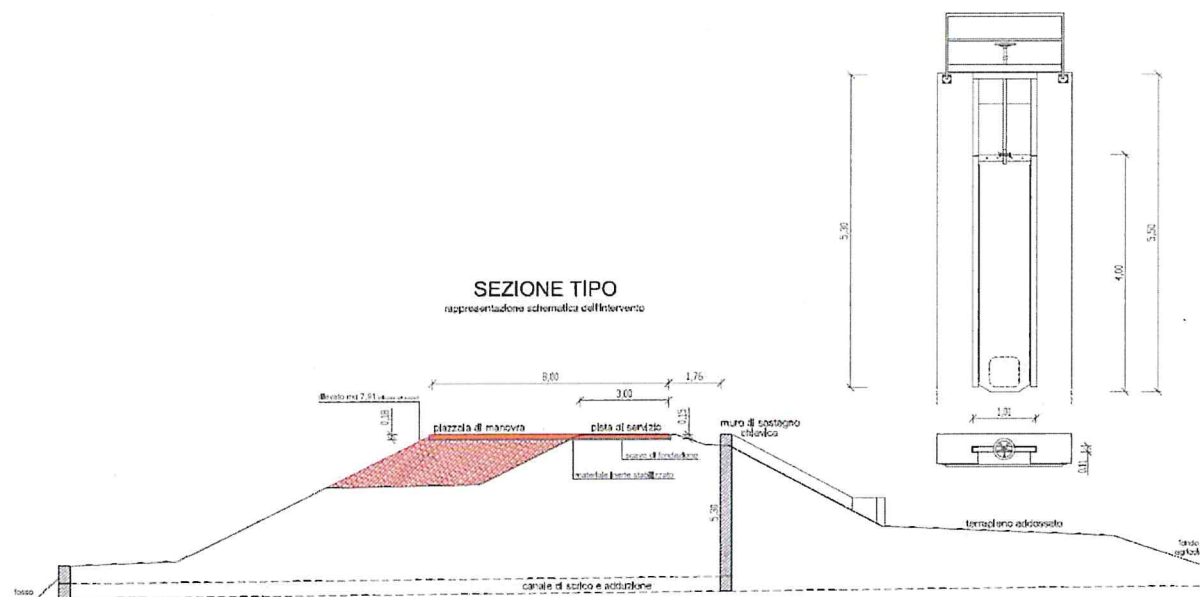 SEZIONE TIPO
rappresentazione schematica dell'intervento
8,00
1,76
3,00
0,18
0,15
piazzola di manovra
pista di servizio
muro di sostegno
chiavica
scavo di fondazione
materiale inerte stabilizzato
5,30
terrapieno addossato
fosso
canale di scarico e adduzione
5,30
4,00
5,50
1,00